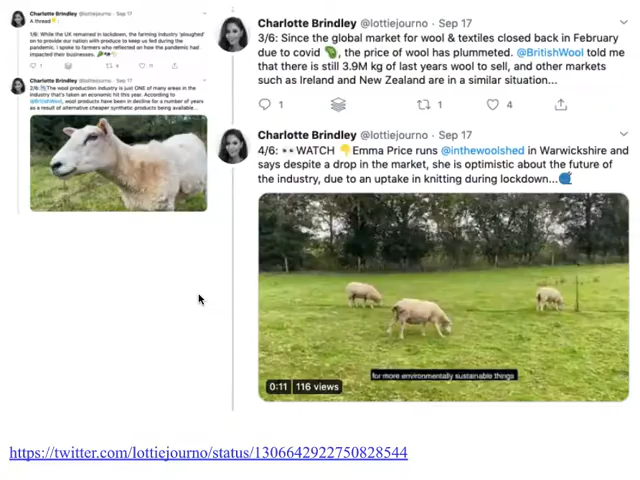 Charlotte Brindley @lottiejourno · Sep 17
A thread👇:
1/6: While the UK remained in lockdown, the farming industry 'ploughed'
on to provide our nation with produce to keep us fed during the
pandemic. I spoke to farmers who reflected on how the pandemic had
impacted their businesses.
Charlotte Brindley @lottiejourno · Sep 17
2/6: The wool production industry is just ONE of many areas in the
industry that's taken an economic hit this year. According to
@BritishWool, wool products have been in decline for a number of years
as a result of alternative cheaper synthetic products being available...
Charlotte Brindley @lottiejourno · Sep 17
3/6: Since the global market for wool & textiles closed back in February
due to covid 🦠, the price of wool has plummeted. @BritishWool told me
that there is still 3.9M kg of last years wool to sell, and other markets
such as Ireland and New Zealand are in a similar situation...
1 1 4
Charlotte Brindley @lottiejourno · Sep 17
4/6: 👀WATCH 👇Emma Price runs @inthewoolshed in Warwickshire and
says despite a drop in the market, she is optimistic about the future of
the industry, due to an uptake in knitting during lockdown...🧶
for more environmentally sustainable things
0:11 116 views
https://twitter.com/lottiejourno/status/1306642922750828544